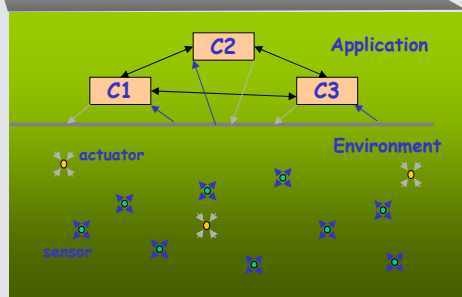 C2
Application
C1
C3
Environment
actuator
sensor